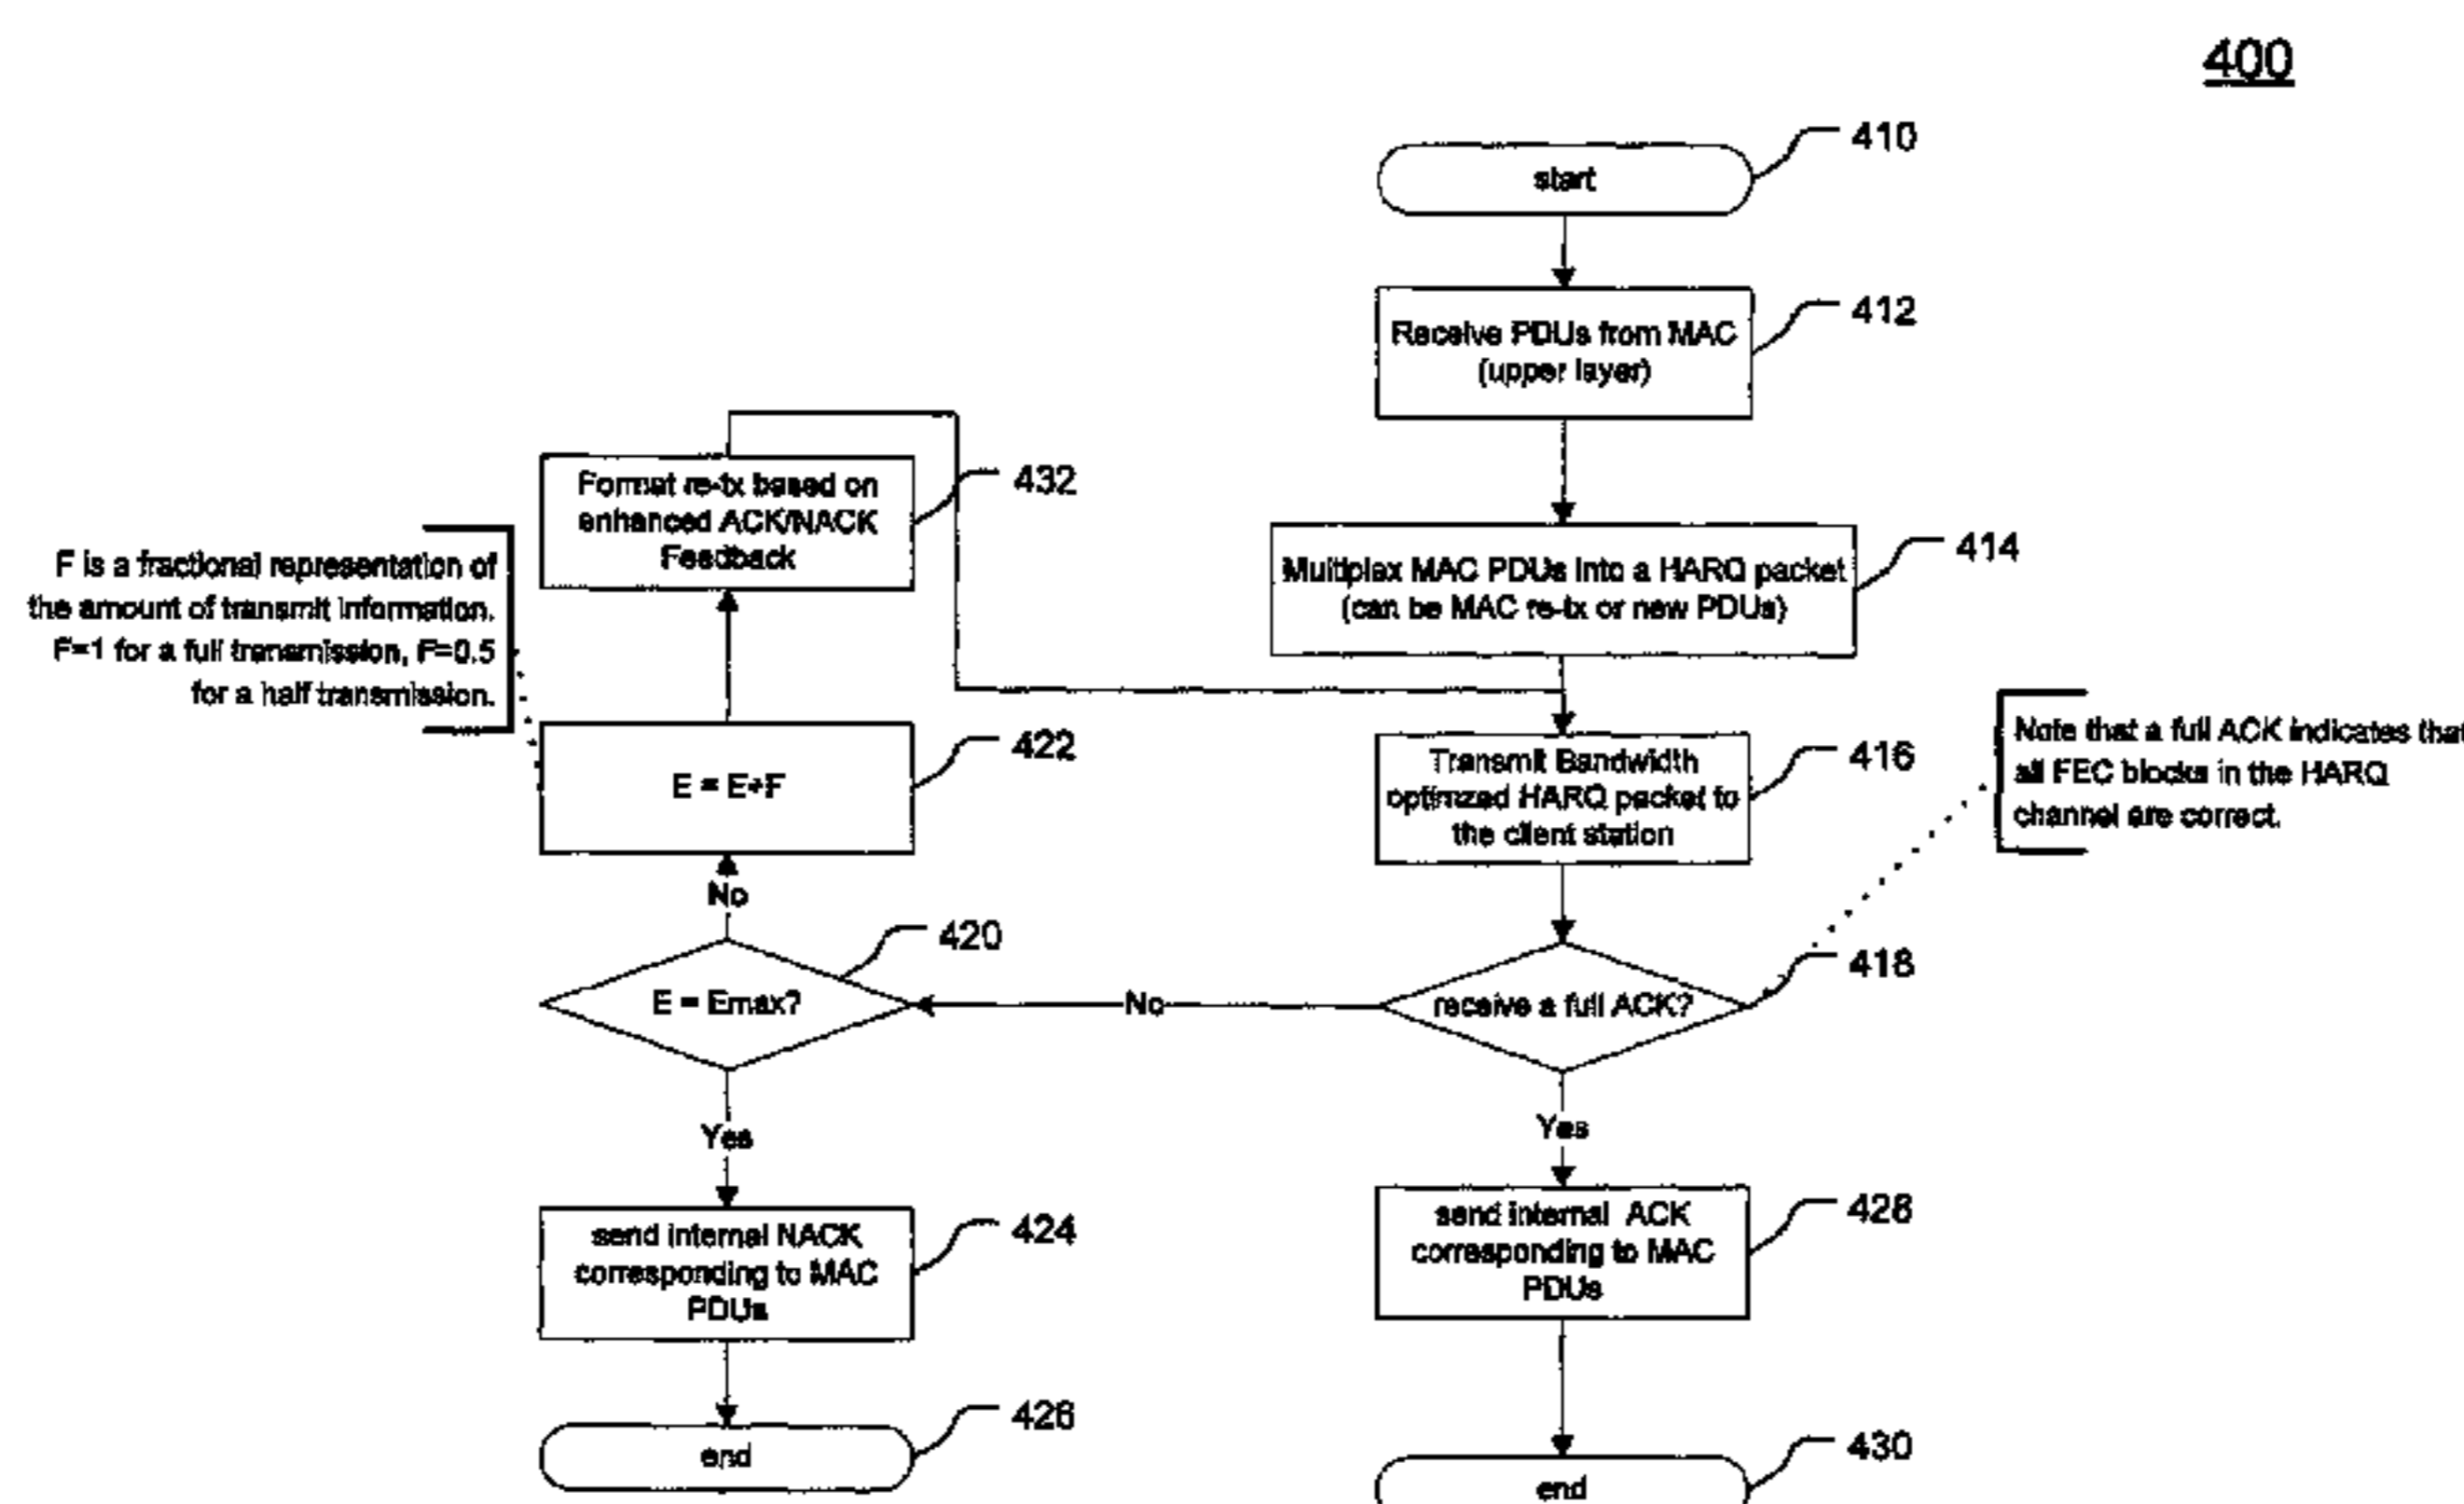 400
start
410
Receive PDUs from MAC
(upper layer)
412
Multiplex MAC PDUs into a HARQ packet
(can be MAC re-tx or new PDUs)
414
Format re-tx based on
enhanced ACK/NACK
Feedback
432
F is a fractional representation of
the amount of transmit information.
F=1 for a full transmission, F=0.5
for a half transmission.
E = E+F
422
Transmit Bandwidth
optimzed HARQ packet to
the client station
416
Note that a full ACK indicates that
all FEC blocks in the HARQ
channel are correct.
No
E = Emax?
420
No
receive a full ACK?
418
Yes
Yes
send internal NACK
corresponding to MAC
PDUs
424
send internal ACK
corresponding to MAC
PDUs
428
end
426
end
430